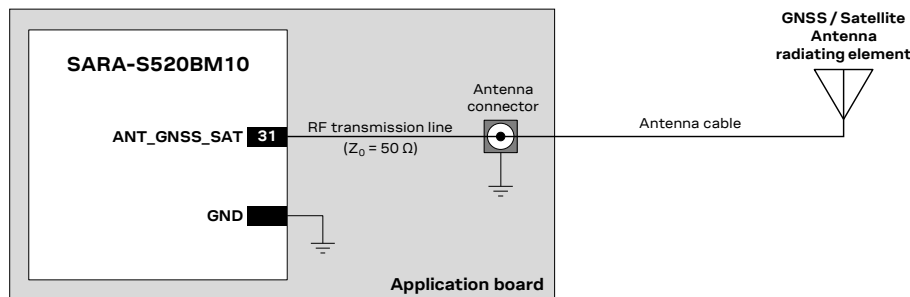 SARA-S520BM10
ANT_GNSS_SAT
31
GND
RF transmission line
(Z₀ = 50 Ω)
Antenna
connector
Antenna cable
GNSS / Satellite
Antenna
radiating element
Application board